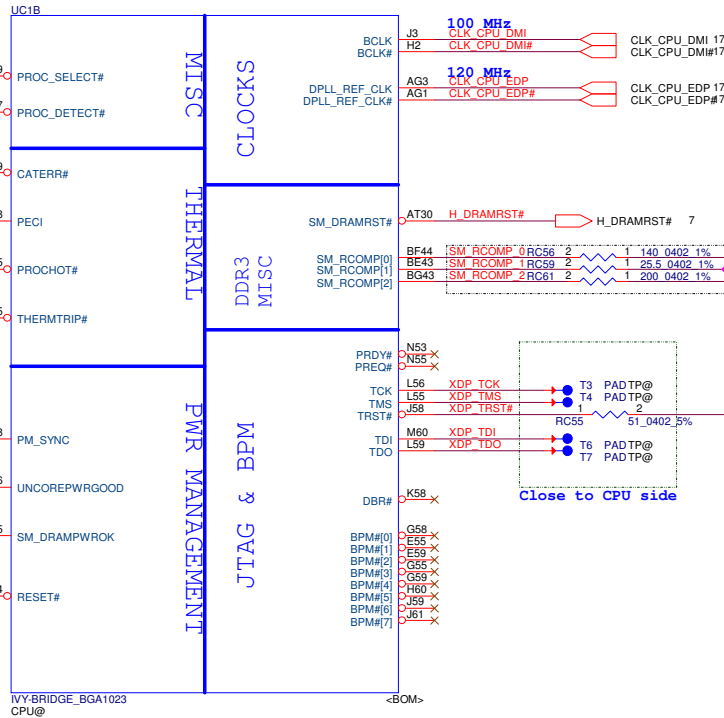 UC1B
PROC_SELECT#
PROC_DETECT#
MISC
CATERR#
PECI
PROCHOT#
THERMTRIP#
THERMAL
PM_SYNC
UNCOREPWRGOOD
SM_DRAMPWROK
RESET#
PWR MANAGEMENT
CLOCKS
100 MHz
BCLK J3 CLK_CPU_DMI CLK_CPU_DMI 17
BCLK# H2 CLK_CPU_DMI# CLK_CPU_DMI# 17
120 MHz
DPLL_REF_CLK AG3 CLK_CPU_EDP CLK_CPU_EDP 17
DPLL_REF_CLK# AG1 CLK_CPU_EDP# CLK_CPU_EDP# 17
DDR3
MISC
SM_DRAMRST# AT30 H_DRAMRST# H_DRAMRST# 7
SM_RCOMP[0] BF44 SM_RCOMP_0 RC56 2 1 140_0402_1%
SM_RCOMP[1] BE43 SM_RCOMP_1 RC59 2 1 25.5_0402_1%
SM_RCOMP[2] BG43 SM_RCOMP_2 RC61 2 1 200_0402_1%
JTAG & BPM
PRDY# N53
PREQ# N55
TCK L56 XDP_TCK T3 PAD TP@
TMS L55 XDP_TMS T4 PAD TP@
TRST# J58 XDP_TRST# 1 2
RC55 51_0402_5%
TDI M60 XDP_TDI T6 PAD TP@
TDO L59 XDP_TDO T7 PAD TP@
Close to CPU side
DBR# K58
BPM#[0] G58
BPM#[1] E55
BPM#[2] E59
BPM#[3] G55
BPM#[4] G59
BPM#[5] H60
BPM#[6] J59
BPM#[7] J61
IVY-BRIDGE_BGA1023 <BOM>
CPU@